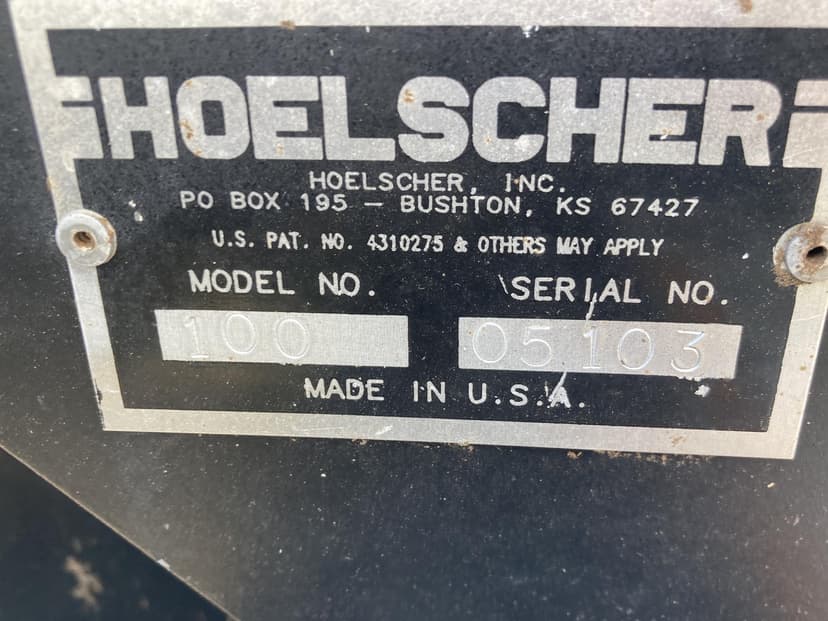 HOELSCHER
HOELSCHER, INC.
PO BOX 195 — BUSHTON, KS 67427
U.S. PAT. NO. 4310275 & OTHERS MAY APPLY
MODEL NO. SERIAL NO.
100 05103
MADE IN U.S.A.